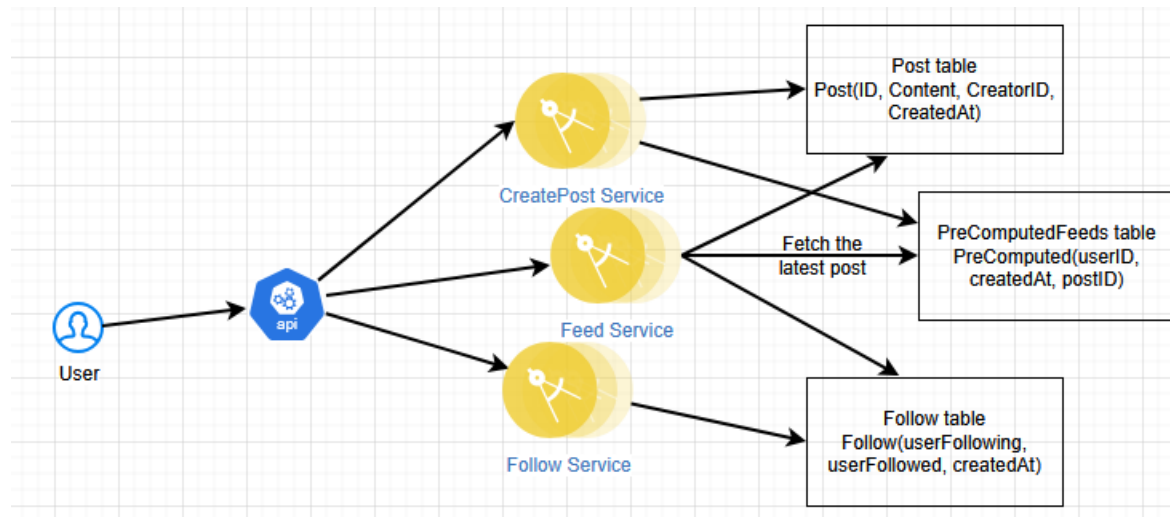 Post table
Post(ID, Content, CreatorID,
CreatedAt)
CreatePost Service
PreComputedFeeds table
PreComputed(userID,
createdAt, postID)
Fetch the
latest post
api
Feed Service
User
Follow table
Follow(userFollowing,
userFollowed, createdAt)
Follow Service